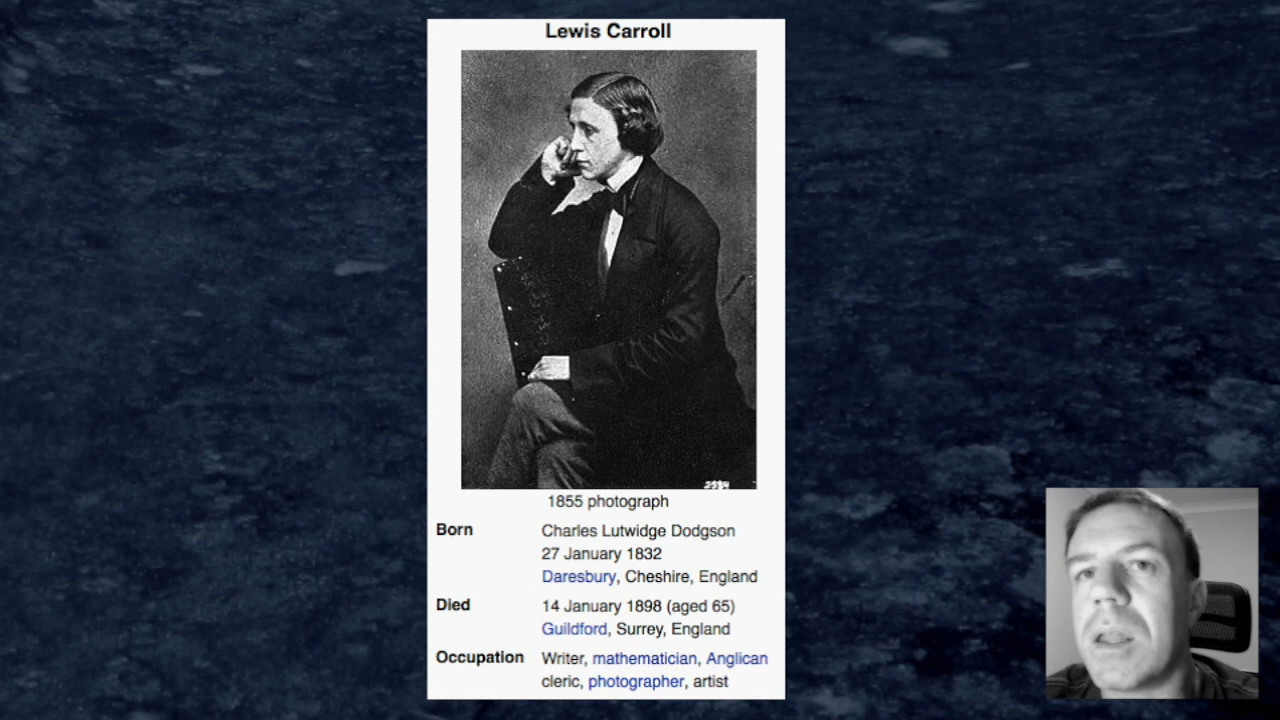 Lewis Carroll
1855 photograph
Born Charles Lutwidge Dodgson
27 January 1832
Daresbury, Cheshire, England
Died 14 January 1898 (aged 65)
Guildford, Surrey, England
Occupation Writer, mathematician, Anglican
cleric, photographer, artist